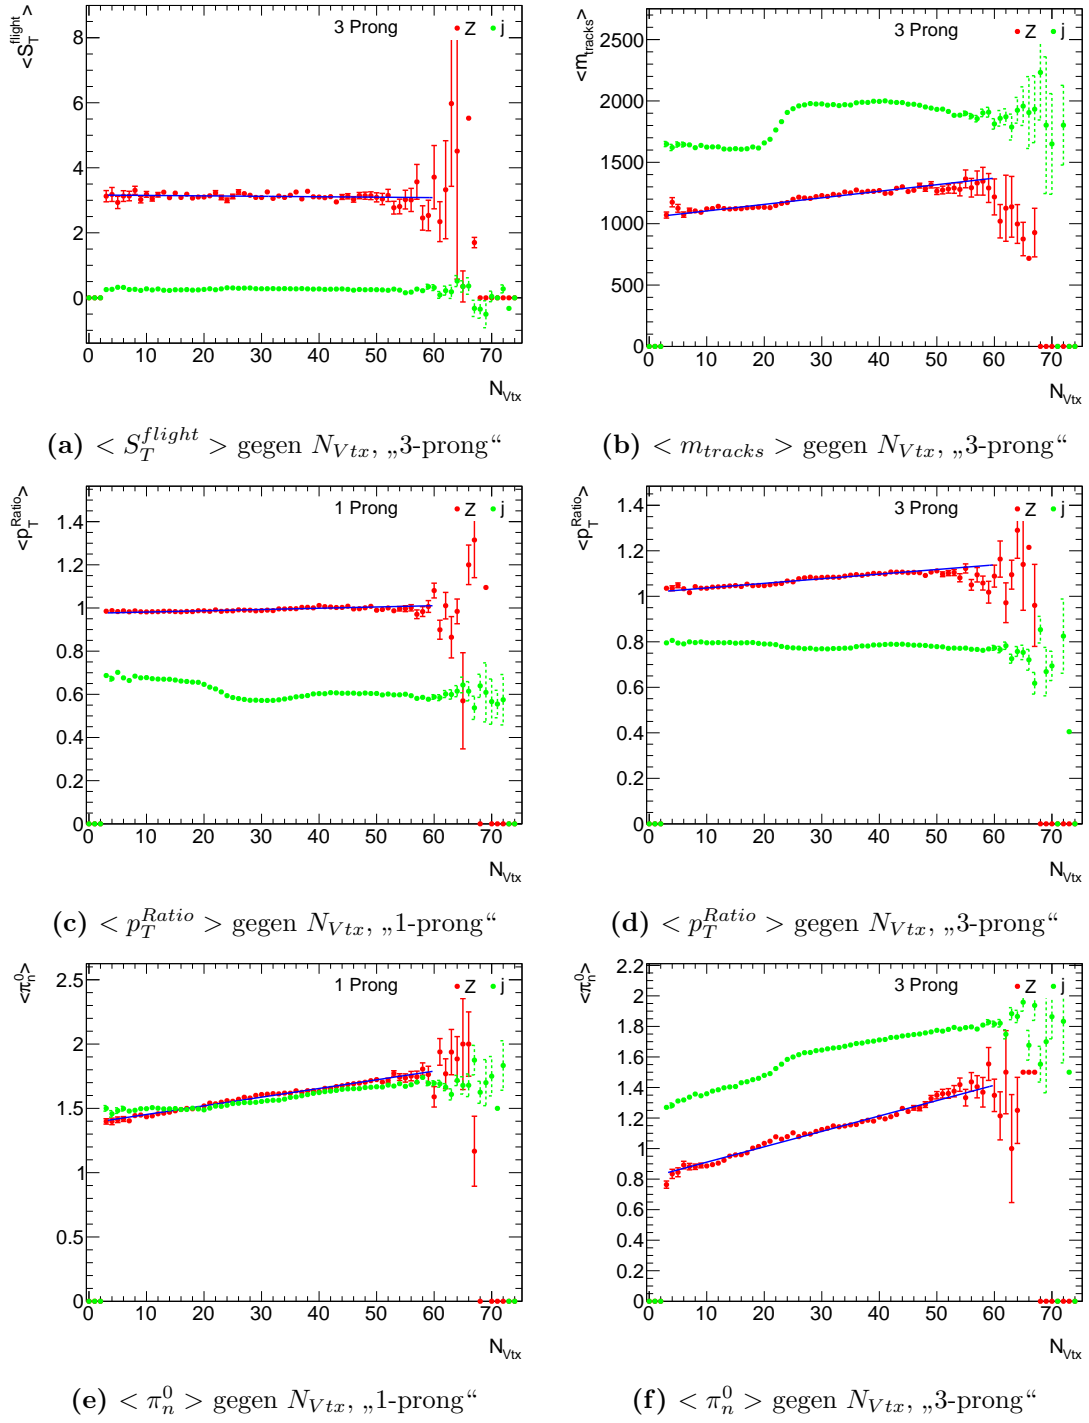 <S_T^flight>
3 Prong Z j
8
6
4
2
0
0 10 20 30 40 50 60 70
N_Vtx
(a) < S_T^flight > gegen N_Vtx, „3-prong“
<m_tracks>
3 Prong Z j
2500
2000
1500
1000
500
0
0 10 20 30 40 50 60 70
N_Vtx
(b) < m_tracks > gegen N_Vtx, „3-prong“
<p_T^Ratio>
1 Prong Z j
1.4
1.2
1
0.8
0.6
0.4
0.2
0
0 10 20 30 40 50 60 70
N_Vtx
(c) < p_T^Ratio > gegen N_Vtx, „1-prong“
<p_T^Ratio>
3 Prong Z j
1.4
1.2
1
0.8
0.6
0.4
0.2
0
0 10 20 30 40 50 60 70
N_Vtx
(d) < p_T^Ratio > gegen N_Vtx, „3-prong“
<π_n^0>
1 Prong Z j
2.5
2
1.5
1
0.5
0
0 10 20 30 40 50 60 70
N_Vtx
(e) < π_n^0 > gegen N_Vtx, „1-prong“
<π_n^0>
3 Prong Z j
2.2
2
1.8
1.6
1.4
1.2
1
0.8
0.6
0.4
0.2
0
0 10 20 30 40 50 60 70
N_Vtx
(f) < π_n^0 > gegen N_Vtx, „3-prong“